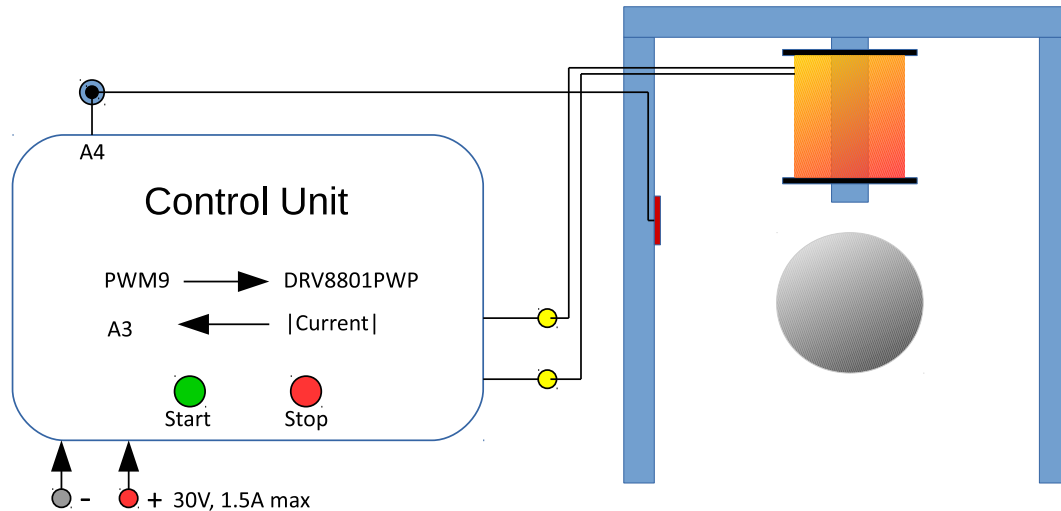 A4
Control Unit
PWM9 DRV8801PWP
A3 |Current|
Start Stop
- + 30V, 1.5A max